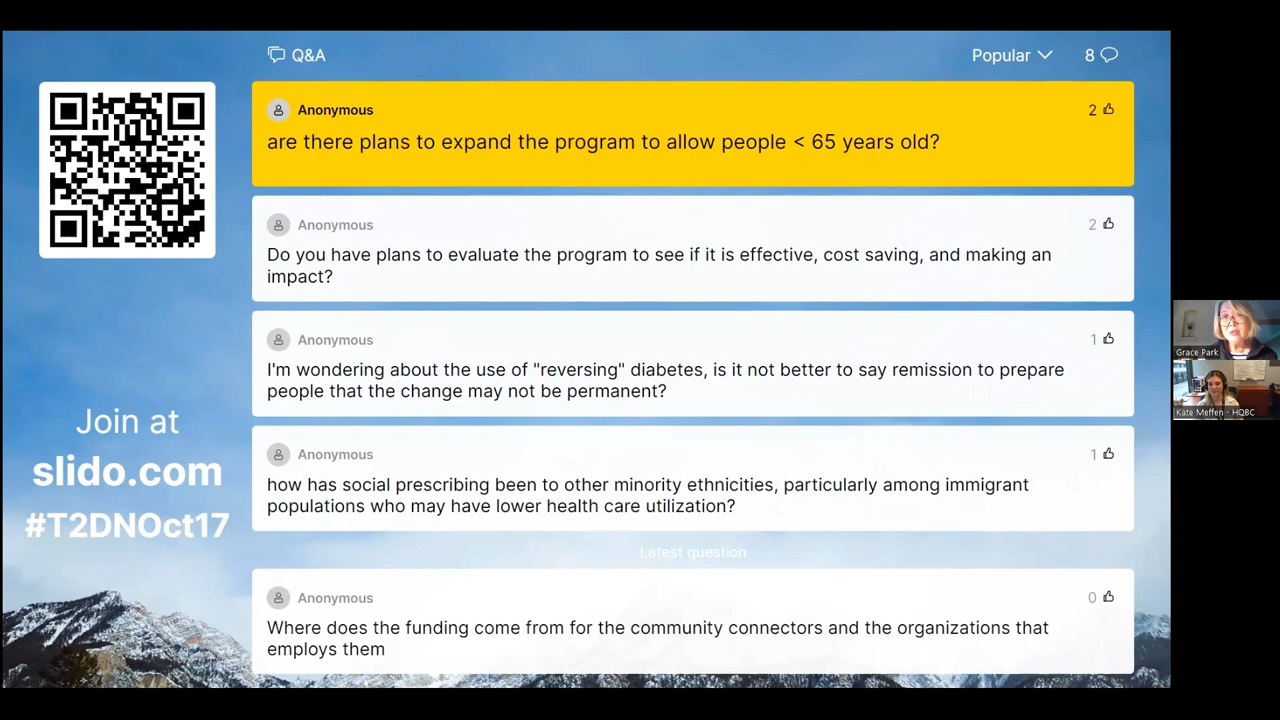 Q&A
Popular
8
Anonymous
2
are there plans to expand the program to allow people < 65 years old?
Anonymous
2
Do you have plans to evaluate the program to see if it is effective, cost saving, and making an
impact?
Anonymous
1
I'm wondering about the use of "reversing" diabetes, is it not better to say remission to prepare
people that the change may not be permanent?
Anonymous
1
how has social prescribing been to other minority ethnicities, particularly among immigrant
populations who may have lower health care utilization?
Latest question
Anonymous
0
Where does the funding come from for the community connectors and the organizations that
employs them
Join at
slido.com
#T2DNOct17
Grace Park
Kate Meffen - HQBC